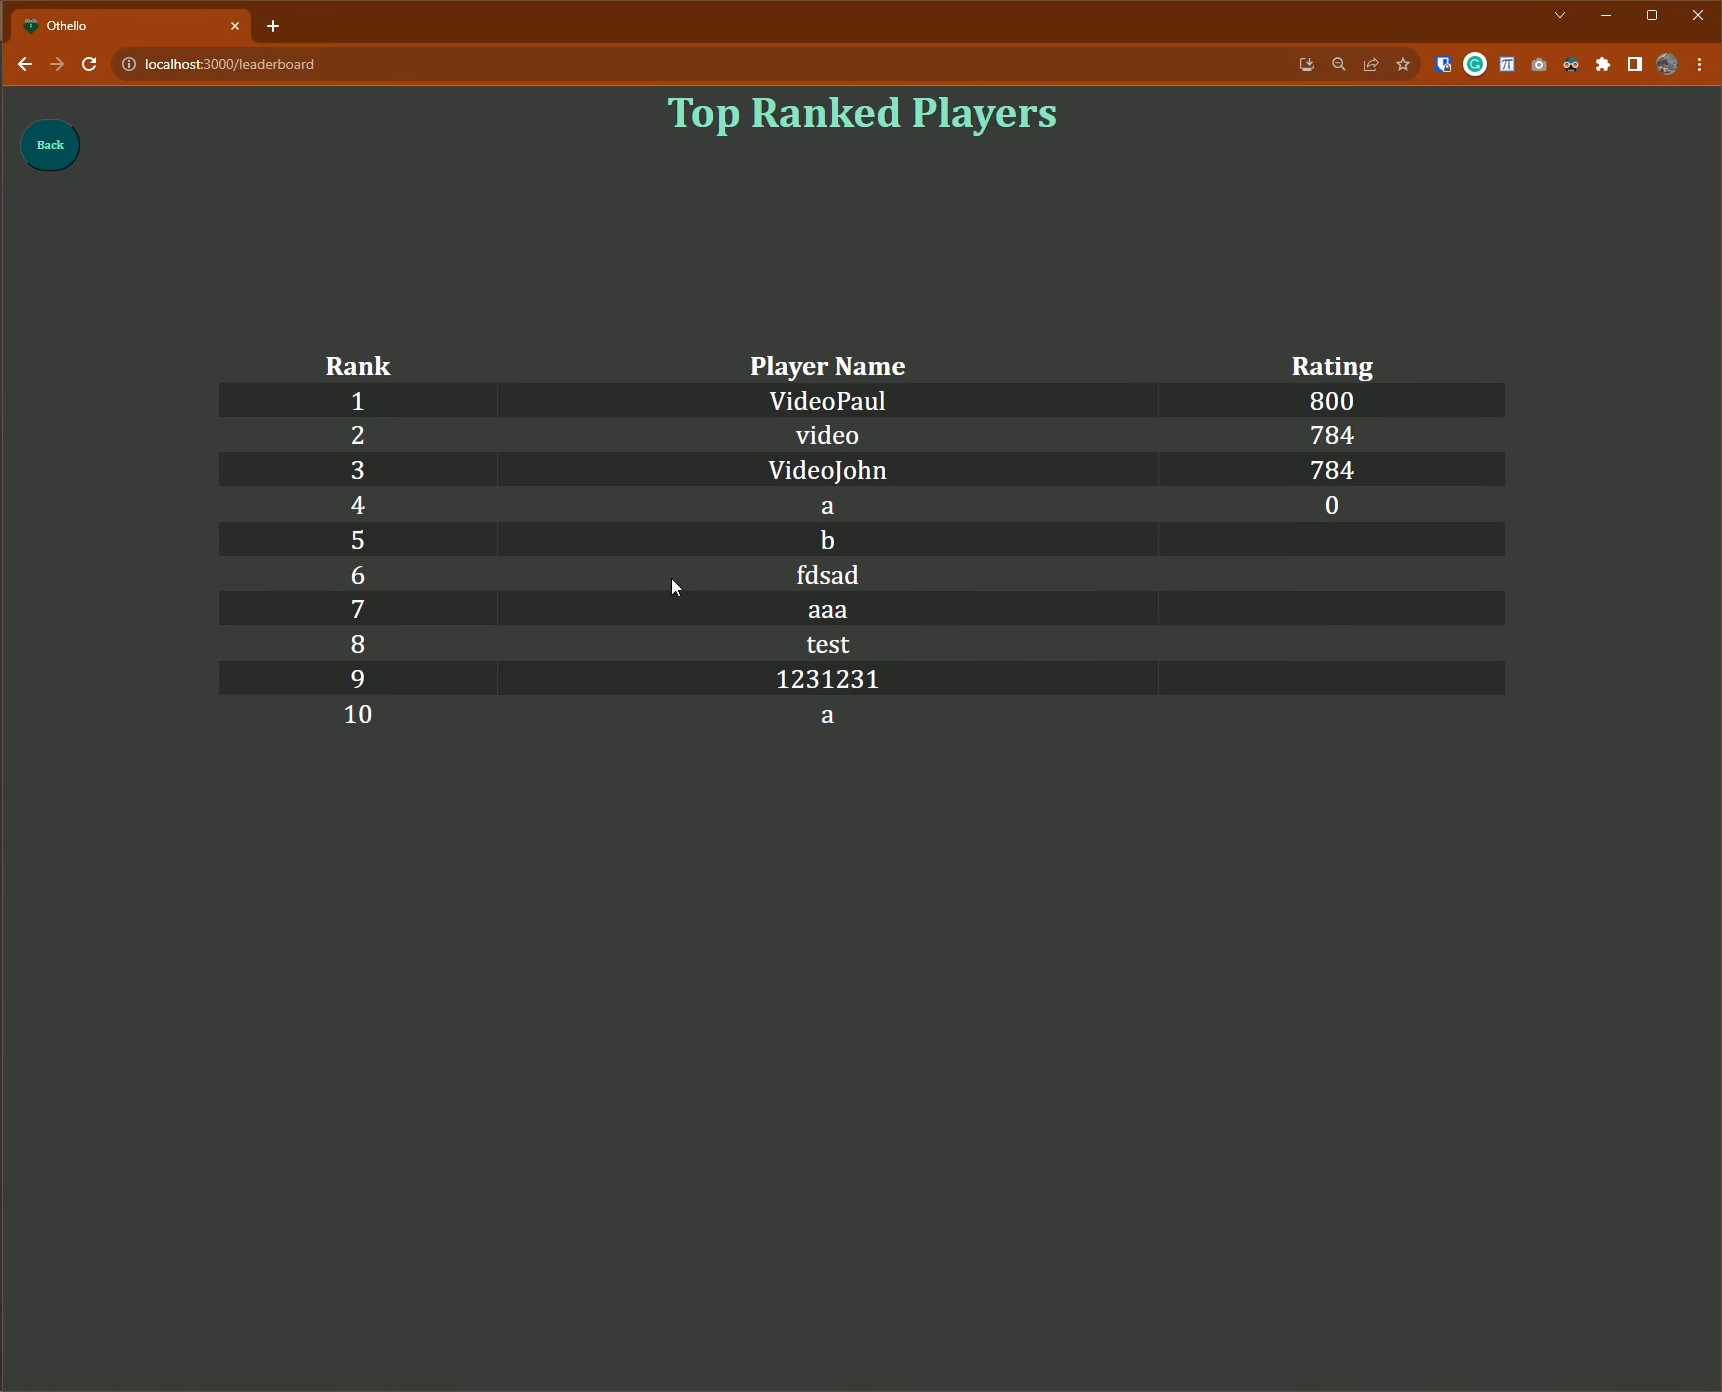 Othello
localhost:3000/leaderboard
Top Ranked Players
Back
Rank Player Name Rating
1 VideoPaul 800
2 video 784
3 VideoJohn 784
4 a 0
5 b
6 fdsad
7 aaa
8 test
9 1231231
10 a